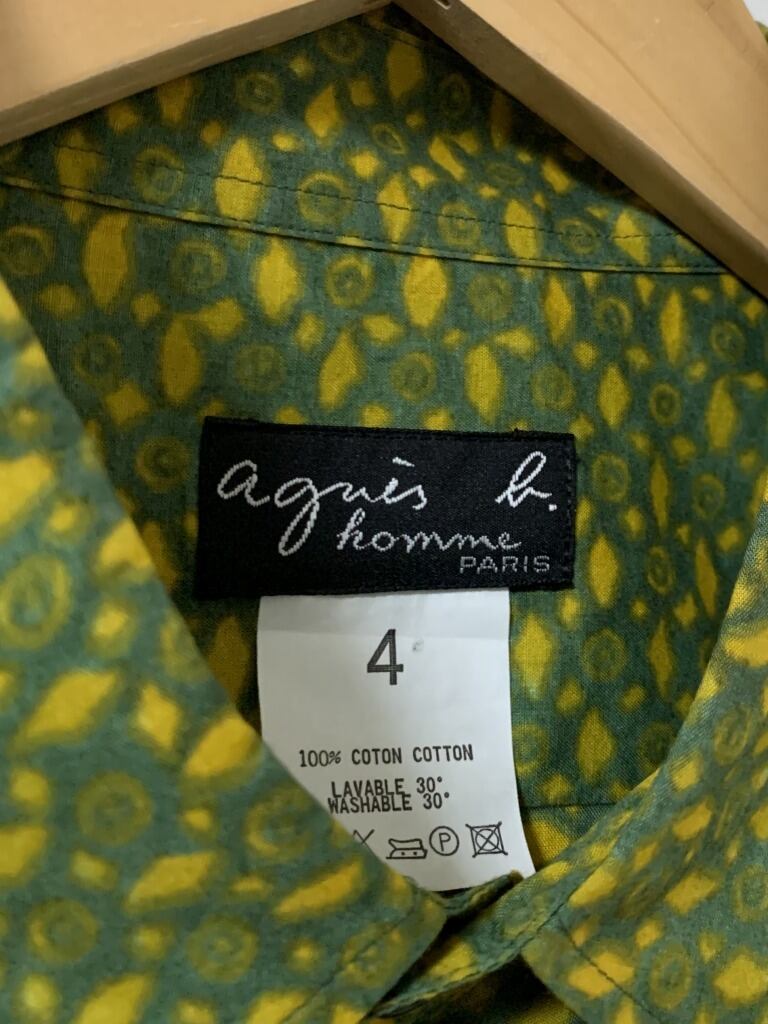 agnès b.
homme
PARIS
4
100% COTON COTTON
LAVABLE 30°
WASHABLE 30°
P